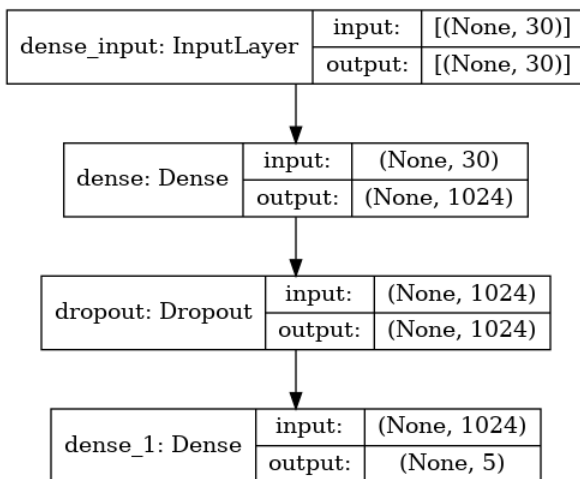 dense_input: InputLayer
input:
[(None, 30)]
output:
[(None, 30)]
dense: Dense
input:
(None, 30)
output:
(None, 1024)
dropout: Dropout
input:
(None, 1024)
output:
(None, 1024)
dense_1: Dense
input:
(None, 1024)
output:
(None, 5)